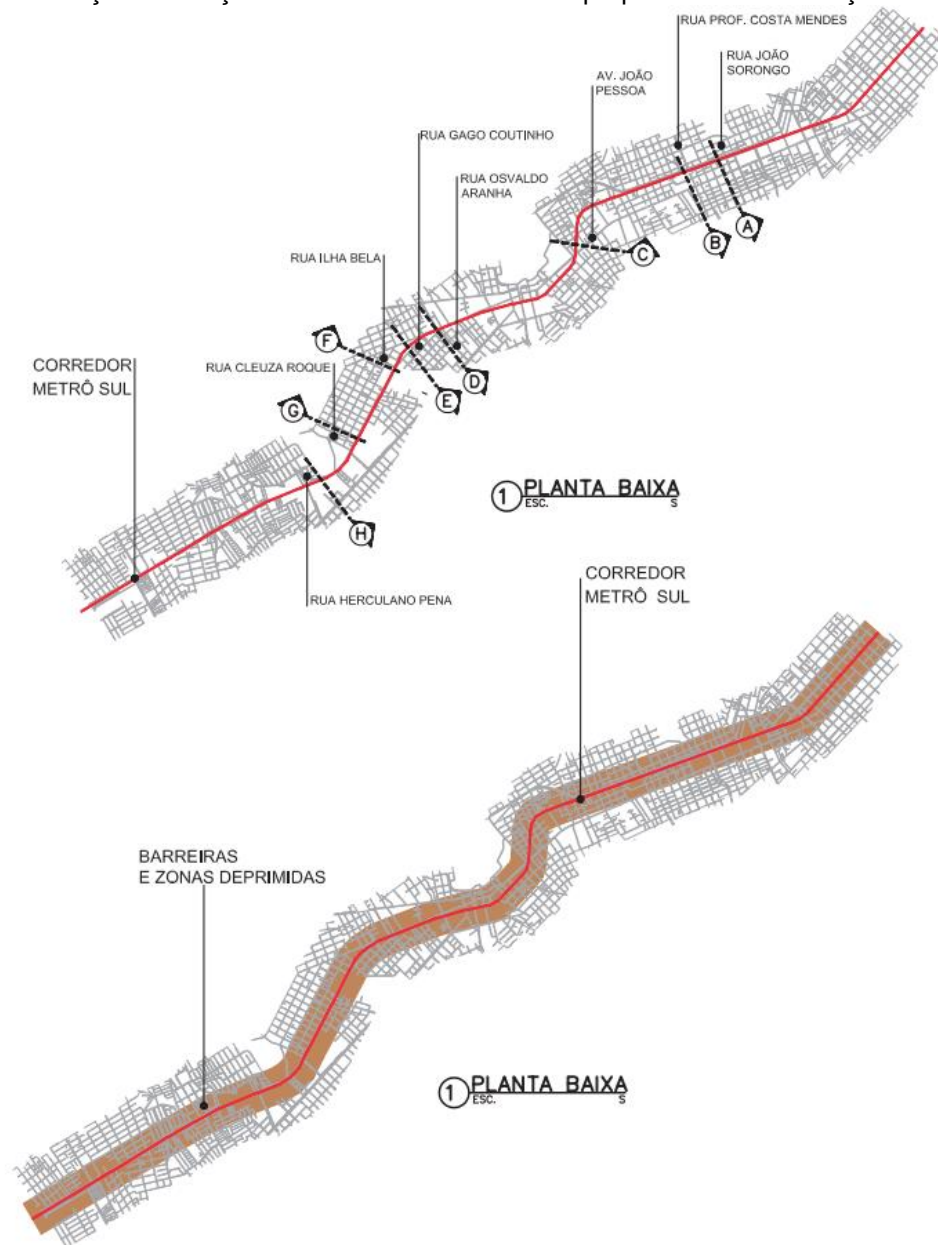 RUA PROF. COSTA MENDES
RUA JOÃO
SORONGO
AV. JOÃO
PESSOA
RUA GAGO COUTINHO
RUA OSVALDO
ARANHA
RUA ILHA BELA
CORREDOR
METRÔ SUL
RUA CLEUZA ROQUE
A
B
C
D
E
F
G
H
1 PLANTA BAIXA
ESC. S
RUA HERCULANO PENA
CORREDOR
METRÔ SUL
BARREIRAS
E ZONAS DEPRIMIDAS
1 PLANTA BAIXA
ESC. S